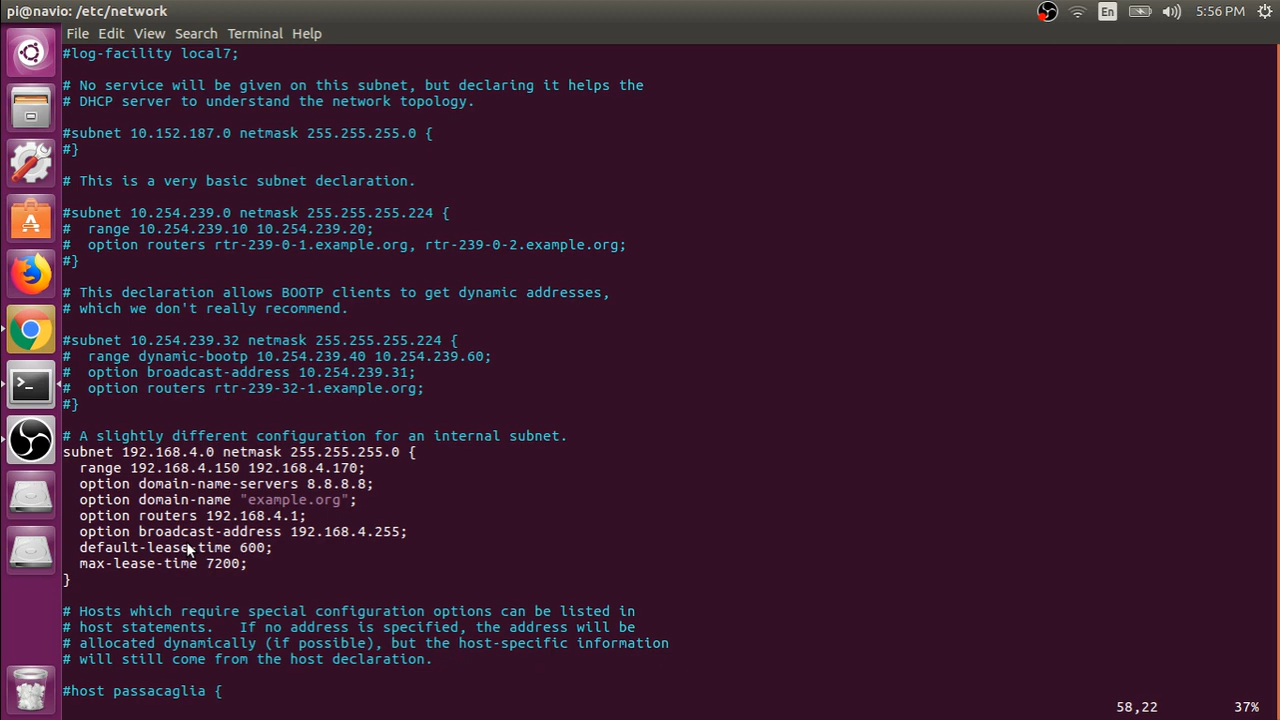 pi@navio: /etc/network
En
5:56 PM
File Edit View Search Terminal Help
#log-facility local7;
# No service will be given on this subnet, but declaring it helps the
# DHCP server to understand the network topology.
#subnet 10.152.187.0 netmask 255.255.255.0 {
#}
# This is a very basic subnet declaration.
#subnet 10.254.239.0 netmask 255.255.255.224 {
#  range 10.254.239.10 10.254.239.20;
#  option routers rtr-239-0-1.example.org, rtr-239-0-2.example.org;
#}
# This declaration allows BOOTP clients to get dynamic addresses,
# which we don't really recommend.
#subnet 10.254.239.32 netmask 255.255.255.224 {
#  range dynamic-bootp 10.254.239.40 10.254.239.60;
#  option broadcast-address 10.254.239.31;
#  option routers rtr-239-32-1.example.org;
#}
# A slightly different configuration for an internal subnet.
subnet 192.168.4.0 netmask 255.255.255.0 {
  range 192.168.4.150 192.168.4.170;
  option domain-name-servers 8.8.8.8;
  option domain-name "example.org";
  option routers 192.168.4.1;
  option broadcast-address 192.168.4.255;
  default-lease-time 600;
  max-lease-time 7200;
}
# Hosts which require special configuration options can be listed in
# host statements.   If no address is specified, the address will be
# allocated dynamically (if possible), but the host-specific information
# will still come from the host declaration.
#host passacaglia {
58,22
37%